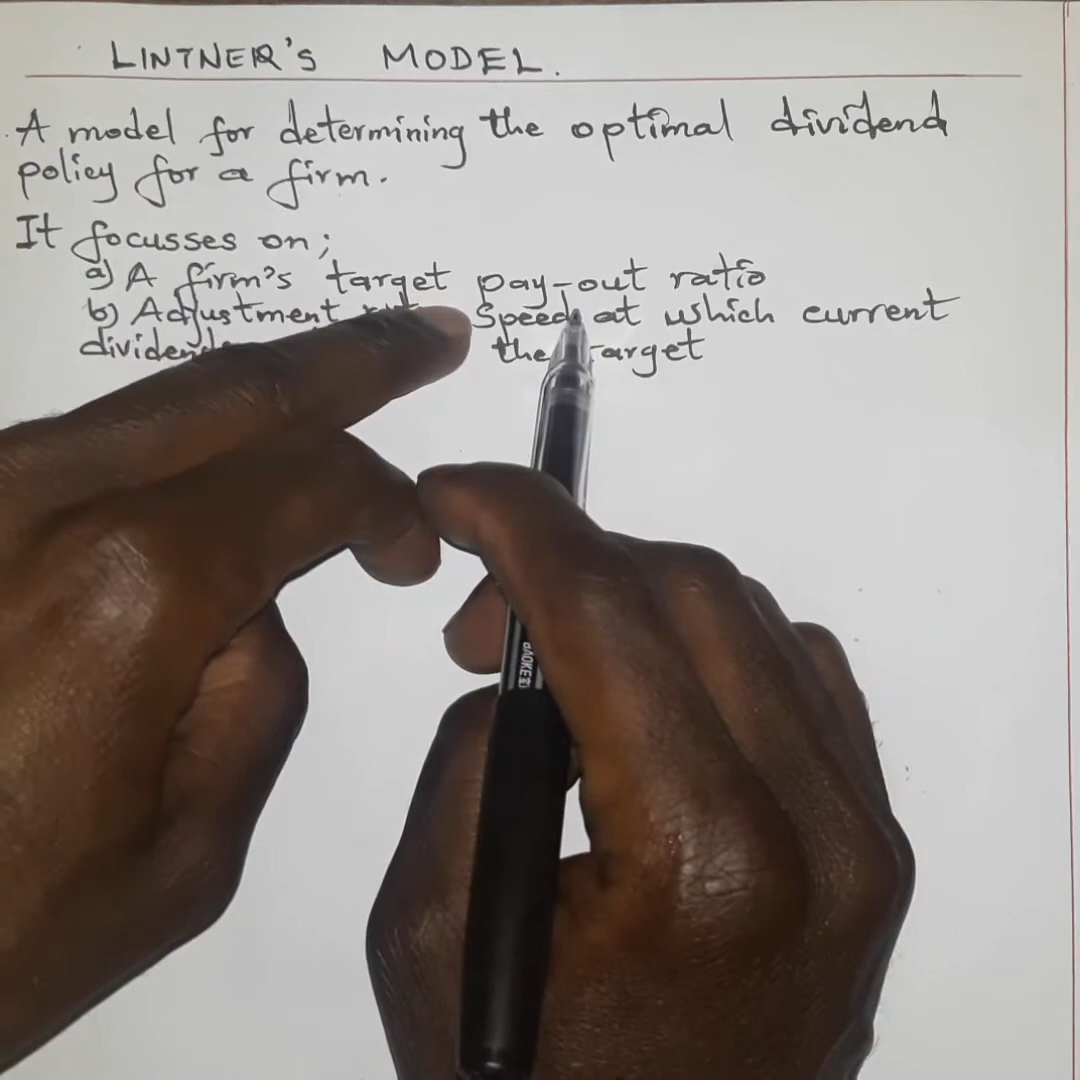 LINTNER'S MODEL.
A model for determining the optimal dividend
policy for a firm.
It focusses on;
a) A firm's target pay-out ratio
b) Adjustment Speed at which current
the target